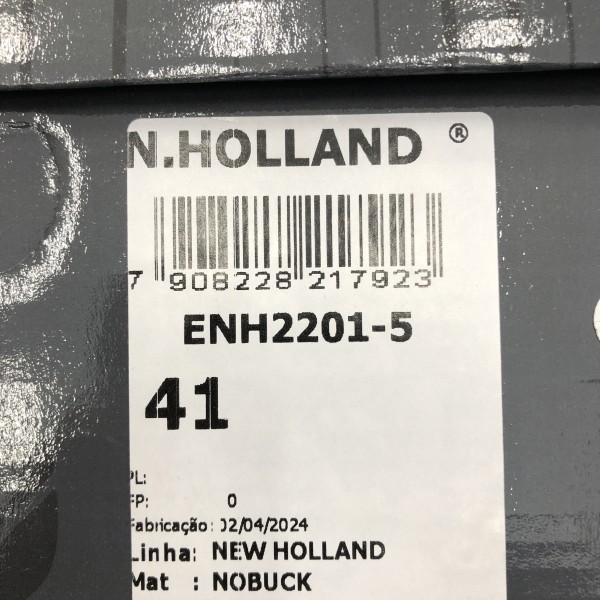 N.HOLLAND ®
7 908228 217923
ENH2201-5
41
PL:
FP: 0
Fabricação: 02/04/2024
Linha: NEW HOLLAND
Mat : NOBUCK